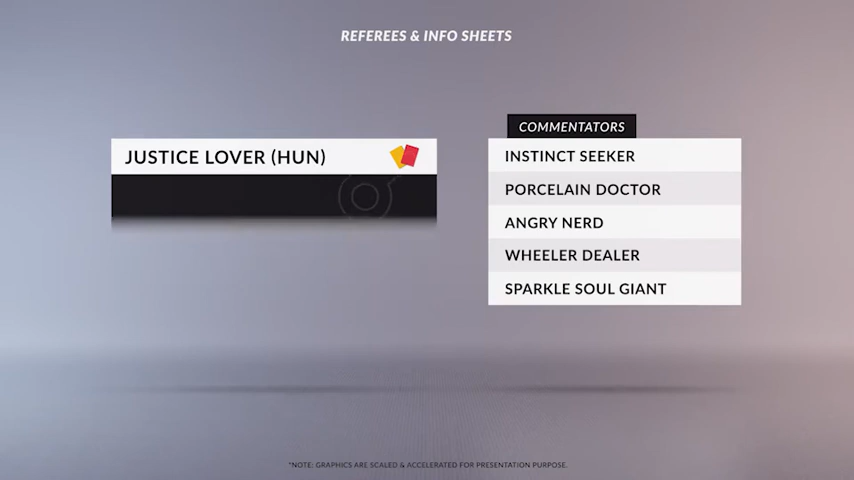 REFEREES & INFO SHEETS
JUSTICE LOVER (HUN)
COMMENTATORS
INSTINCT SEEKER
PORCELAIN DOCTOR
ANGRY NERD
WHEELER DEALER
SPARKLE SOUL GIANT
*NOTE: GRAPHICS ARE SCALED & ACCELERATED FOR PRESENTATION PURPOSE.